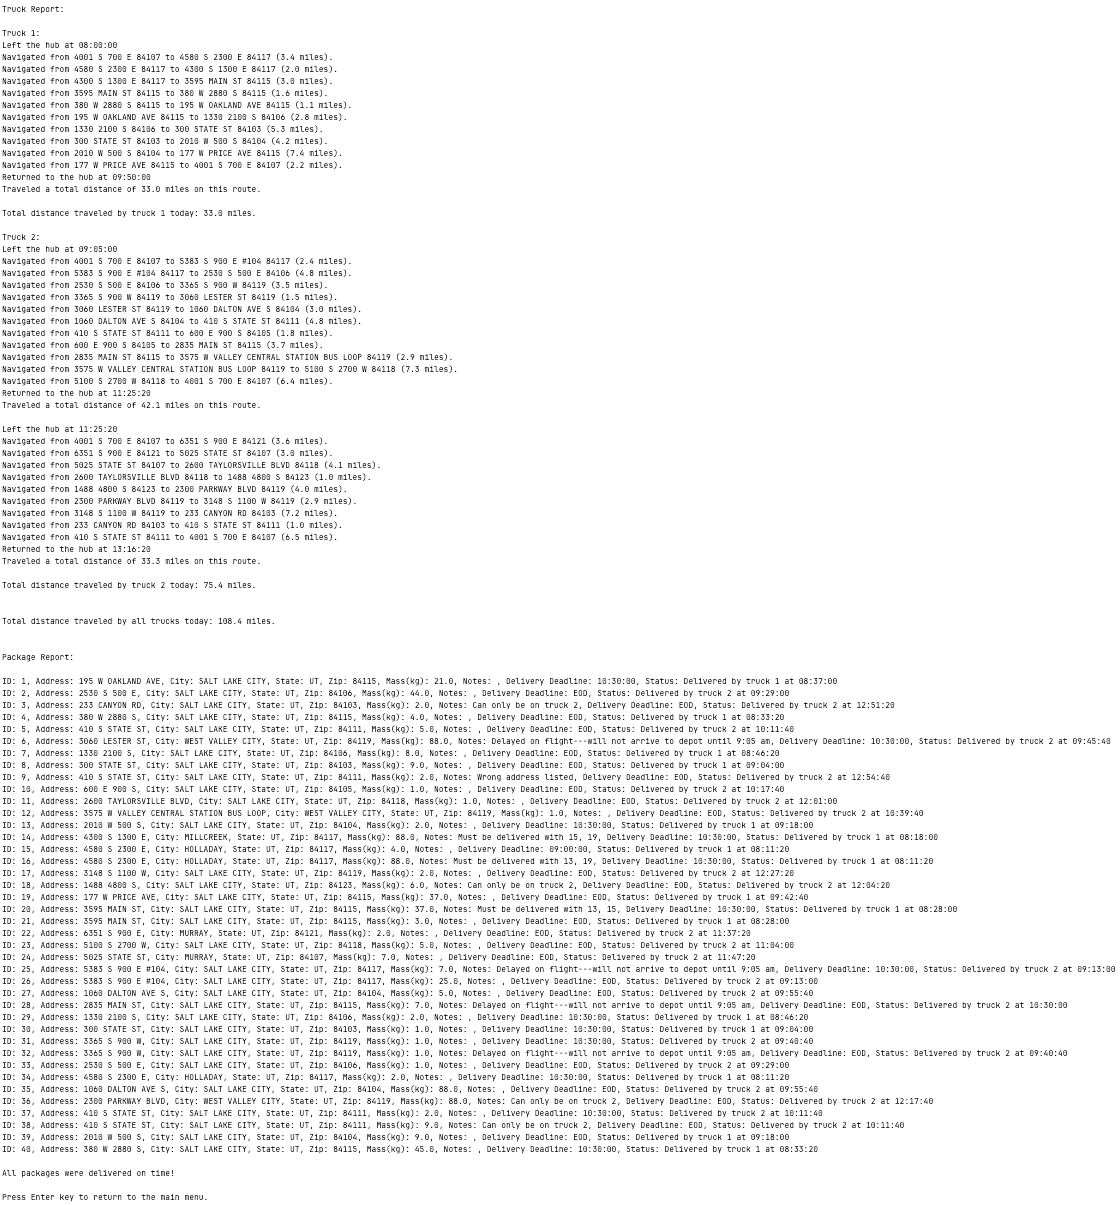 Truck Report:
Truck 1:
Left the hub at 08:00:00
Navigated from 4001 S 700 E 84107 to 4580 S 2300 E 84117 (3.4 miles).
Navigated from 4580 S 2300 E 84117 to 4300 S 1300 E 84117 (2.0 miles).
Navigated from 4300 S 1300 E 84117 to 3595 MAIN ST 84115 (3.0 miles).
Navigated from 3595 MAIN ST 84115 to 380 W 2880 S 84115 (1.6 miles).
Navigated from 380 W 2880 S 84115 to 195 W OAKLAND AVE 84115 (1.1 miles).
Navigated from 195 W OAKLAND AVE 84115 to 1330 2100 S 84106 (2.8 miles).
Navigated from 1330 2100 S 84106 to 300 STATE ST 84103 (5.3 miles).
Navigated from 300 STATE ST 84103 to 2010 W 500 S 84104 (4.2 miles).
Navigated from 2010 W 500 S 84104 to 177 W PRICE AVE 84115 (7.4 miles).
Navigated from 177 W PRICE AVE 84115 to 4001 S 700 E 84107 (2.2 miles).
Returned to the hub at 09:50:00
Traveled a total distance of 33.0 miles on this route.
Total distance traveled by truck 1 today: 33.0 miles.
Truck 2:
Left the hub at 09:05:00
Navigated from 4001 S 700 E 84107 to 5383 S 900 E #104 84117 (2.4 miles).
Navigated from 5383 S 900 E #104 84117 to 2530 S 500 E 84106 (4.8 miles).
Navigated from 2530 S 500 E 84106 to 3365 S 900 W 84119 (3.5 miles).
Navigated from 3365 S 900 W 84119 to 3060 LESTER ST 84119 (1.5 miles).
Navigated from 3060 LESTER ST 84119 to 1060 DALTON AVE S 84104 (3.0 miles).
Navigated from 1060 DALTON AVE S 84104 to 410 S STATE ST 84111 (4.8 miles).
Navigated from 410 S STATE ST 84111 to 600 E 900 S 84105 (1.8 miles).
Navigated from 600 E 900 S 84105 to 2835 MAIN ST 84115 (3.7 miles).
Navigated from 2835 MAIN ST 84115 to 3575 W VALLEY CENTRAL STATION BUS LOOP 84119 (2.9 miles).
Navigated from 3575 W VALLEY CENTRAL STATION BUS LOOP 84119 to 5100 S 2700 W 84118 (7.3 miles).
Navigated from 5100 S 2700 W 84118 to 4001 S 700 E 84107 (6.4 miles).
Returned to the hub at 11:25:20
Traveled a total distance of 42.1 miles on this route.
Left the hub at 11:25:20
Navigated from 4001 S 700 E 84107 to 6351 S 900 E 84121 (3.6 miles).
Navigated from 6351 S 900 E 84121 to 5025 STATE ST 84107 (3.0 miles).
Navigated from 5025 STATE ST 84107 to 2600 TAYLORSVILLE BLVD 84118 (4.1 miles).
Navigated from 2600 TAYLORSVILLE BLVD 84118 to 1488 4800 S 84123 (1.0 miles).
Navigated from 1488 4800 S 84123 to 2300 PARKWAY BLVD 84119 (4.0 miles).
Navigated from 2300 PARKWAY BLVD 84119 to 3148 S 1100 W 84119 (2.9 miles).
Navigated from 3148 S 1100 W 84119 to 233 CANYON RD 84103 (7.2 miles).
Navigated from 233 CANYON RD 84103 to 410 S STATE ST 84111 (1.0 miles).
Navigated from 410 S STATE ST 84111 to 4001 S 700 E 84107 (6.5 miles).
Returned to the hub at 13:16:20
Traveled a total distance of 33.3 miles on this route.
Total distance traveled by truck 2 today: 75.4 miles.
Total distance traveled by all trucks today: 108.4 miles.
Package Report:
ID: 1, Address: 195 W OAKLAND AVE, City: SALT LAKE CITY, State: UT, Zip: 84115, Mass(kg): 21.0, Notes: , Delivery Deadline: 10:30:00, Status: Delivered by truck 1 at 08:37:00
ID: 2, Address: 2530 S 500 E, City: SALT LAKE CITY, State: UT, Zip: 84106, Mass(kg): 44.0, Notes: , Delivery Deadline: EOD, Status: Delivered by truck 2 at 09:29:00
ID: 3, Address: 233 CANYON RD, City: SALT LAKE CITY, State: UT, Zip: 84103, Mass(kg): 2.0, Notes: Can only be on truck 2, Delivery Deadline: EOD, Status: Delivered by truck 2 at 12:51:20
ID: 4, Address: 380 W 2880 S, City: SALT LAKE CITY, State: UT, Zip: 84115, Mass(kg): 4.0, Notes: , Delivery Deadline: EOD, Status: Delivered by truck 1 at 08:33:20
ID: 5, Address: 410 S STATE ST, City: SALT LAKE CITY, State: UT, Zip: 84111, Mass(kg): 5.0, Notes: , Delivery Deadline: EOD, Status: Delivered by truck 2 at 10:11:40
ID: 6, Address: 3060 LESTER ST, City: WEST VALLEY CITY, State: UT, Zip: 84119, Mass(kg): 88.0, Notes: Delayed on flight---will not arrive to depot until 9:05 am, Delivery Deadline: 10:30:00, Status: Delivered by truck 2 at 09:45:40
ID: 7, Address: 1330 2100 S, City: SALT LAKE CITY, State: UT, Zip: 84106, Mass(kg): 8.0, Notes: , Delivery Deadline: EOD, Status: Delivered by truck 1 at 08:46:20
ID: 8, Address: 300 STATE ST, City: SALT LAKE CITY, State: UT, Zip: 84103, Mass(kg): 9.0, Notes: , Delivery Deadline: EOD, Status: Delivered by truck 1 at 09:04:00
ID: 9, Address: 410 S STATE ST, City: SALT LAKE CITY, State: UT, Zip: 84111, Mass(kg): 2.0, Notes: Wrong address listed, Delivery Deadline: EOD, Status: Delivered by truck 2 at 12:54:40
ID: 10, Address: 600 E 900 S, City: SALT LAKE CITY, State: UT, Zip: 84105, Mass(kg): 1.0, Notes: , Delivery Deadline: EOD, Status: Delivered by truck 2 at 10:17:40
ID: 11, Address: 2600 TAYLORSVILLE BLVD, City: SALT LAKE CITY, State: UT, Zip: 84118, Mass(kg): 1.0, Notes: , Delivery Deadline: EOD, Status: Delivered by truck 2 at 12:01:00
ID: 12, Address: 3575 W VALLEY CENTRAL STATION BUS LOOP, City: WEST VALLEY CITY, State: UT, Zip: 84119, Mass(kg): 1.0, Notes: , Delivery Deadline: EOD, Status: Delivered by truck 2 at 10:39:40
ID: 13, Address: 2010 W 500 S, City: SALT LAKE CITY, State: UT, Zip: 84104, Mass(kg): 2.0, Notes: , Delivery Deadline: 10:30:00, Status: Delivered by truck 1 at 09:18:00
ID: 14, Address: 4300 S 1300 E, City: MILLCREEK, State: UT, Zip: 84117, Mass(kg): 88.0, Notes: Must be delivered with 15, 19, Delivery Deadline: 10:30:00, Status: Delivered by truck 1 at 08:18:00
ID: 15, Address: 4580 S 2300 E, City: HOLLADAY, State: UT, Zip: 84117, Mass(kg): 4.0, Notes: , Delivery Deadline: 09:00:00, Status: Delivered by truck 1 at 08:11:20
ID: 16, Address: 4580 S 2300 E, City: HOLLADAY, State: UT, Zip: 84117, Mass(kg): 88.0, Notes: Must be delivered with 13, 19, Delivery Deadline: 10:30:00, Status: Delivered by truck 1 at 08:11:20
ID: 17, Address: 3148 S 1100 W, City: SALT LAKE CITY, State: UT, Zip: 84119, Mass(kg): 2.0, Notes: , Delivery Deadline: EOD, Status: Delivered by truck 2 at 12:27:20
ID: 18, Address: 1488 4800 S, City: SALT LAKE CITY, State: UT, Zip: 84123, Mass(kg): 6.0, Notes: Can only be on truck 2, Delivery Deadline: EOD, Status: Delivered by truck 2 at 12:04:20
ID: 19, Address: 177 W PRICE AVE, City: SALT LAKE CITY, State: UT, Zip: 84115, Mass(kg): 37.0, Notes: , Delivery Deadline: EOD, Status: Delivered by truck 1 at 09:42:40
ID: 20, Address: 3595 MAIN ST, City: SALT LAKE CITY, State: UT, Zip: 84115, Mass(kg): 37.0, Notes: Must be delivered with 13, 15, Delivery Deadline: 10:30:00, Status: Delivered by truck 1 at 08:28:00
ID: 21, Address: 3595 MAIN ST, City: SALT LAKE CITY, State: UT, Zip: 84115, Mass(kg): 3.0, Notes: , Delivery Deadline: EOD, Status: Delivered by truck 1 at 08:28:00
ID: 22, Address: 6351 S 900 E, City: MURRAY, State: UT, Zip: 84121, Mass(kg): 2.0, Notes: , Delivery Deadline: EOD, Status: Delivered by truck 2 at 11:37:20
ID: 23, Address: 5100 S 2700 W, City: SALT LAKE CITY, State: UT, Zip: 84118, Mass(kg): 5.0, Notes: , Delivery Deadline: EOD, Status: Delivered by truck 2 at 11:04:00
ID: 24, Address: 5025 STATE ST, City: MURRAY, State: UT, Zip: 84107, Mass(kg): 7.0, Notes: , Delivery Deadline: EOD, Status: Delivered by truck 2 at 11:47:20
ID: 25, Address: 5383 S 900 E #104, City: SALT LAKE CITY, State: UT, Zip: 84117, Mass(kg): 7.0, Notes: Delayed on flight---will not arrive to depot until 9:05 am, Delivery Deadline: 10:30:00, Status: Delivered by truck 2 at 09:13:00
ID: 26, Address: 5383 S 900 E #104, City: SALT LAKE CITY, State: UT, Zip: 84117, Mass(kg): 25.0, Notes: , Delivery Deadline: EOD, Status: Delivered by truck 2 at 09:13:00
ID: 27, Address: 1060 DALTON AVE S, City: SALT LAKE CITY, State: UT, Zip: 84104, Mass(kg): 5.0, Notes: , Delivery Deadline: EOD, Status: Delivered by truck 2 at 09:55:40
ID: 28, Address: 2835 MAIN ST, City: SALT LAKE CITY, State: UT, Zip: 84115, Mass(kg): 7.0, Notes: Delayed on flight---will not arrive to depot until 9:05 am, Delivery Deadline: EOD, Status: Delivered by truck 2 at 10:30:00
ID: 29, Address: 1330 2100 S, City: SALT LAKE CITY, State: UT, Zip: 84106, Mass(kg): 2.0, Notes: , Delivery Deadline: 10:30:00, Status: Delivered by truck 1 at 08:46:20
ID: 30, Address: 300 STATE ST, City: SALT LAKE CITY, State: UT, Zip: 84103, Mass(kg): 1.0, Notes: , Delivery Deadline: 10:30:00, Status: Delivered by truck 1 at 09:04:00
ID: 31, Address: 3365 S 900 W, City: SALT LAKE CITY, State: UT, Zip: 84119, Mass(kg): 1.0, Notes: , Delivery Deadline: 10:30:00, Status: Delivered by truck 2 at 09:40:40
ID: 32, Address: 3365 S 900 W, City: SALT LAKE CITY, State: UT, Zip: 84119, Mass(kg): 1.0, Notes: Delayed on flight---will not arrive to depot until 9:05 am, Delivery Deadline: EOD, Status: Delivered by truck 2 at 09:40:40
ID: 33, Address: 2530 S 500 E, City: SALT LAKE CITY, State: UT, Zip: 84106, Mass(kg): 1.0, Notes: , Delivery Deadline: EOD, Status: Delivered by truck 2 at 09:29:00
ID: 34, Address: 4580 S 2300 E, City: HOLLADAY, State: UT, Zip: 84117, Mass(kg): 2.0, Notes: , Delivery Deadline: 10:30:00, Status: Delivered by truck 1 at 08:11:20
ID: 35, Address: 1060 DALTON AVE S, City: SALT LAKE CITY, State: UT, Zip: 84104, Mass(kg): 88.0, Notes: , Delivery Deadline: EOD, Status: Delivered by truck 2 at 09:55:40
ID: 36, Address: 2300 PARKWAY BLVD, City: WEST VALLEY CITY, State: UT, Zip: 84119, Mass(kg): 88.0, Notes: Can only be on truck 2, Delivery Deadline: EOD, Status: Delivered by truck 2 at 12:17:40
ID: 37, Address: 410 S STATE ST, City: SALT LAKE CITY, State: UT, Zip: 84111, Mass(kg): 2.0, Notes: , Delivery Deadline: 10:30:00, Status: Delivered by truck 2 at 10:11:40
ID: 38, Address: 410 S STATE ST, City: SALT LAKE CITY, State: UT, Zip: 84111, Mass(kg): 9.0, Notes: Can only be on truck 2, Delivery Deadline: EOD, Status: Delivered by truck 2 at 10:11:40
ID: 39, Address: 2010 W 500 S, City: SALT LAKE CITY, State: UT, Zip: 84104, Mass(kg): 9.0, Notes: , Delivery Deadline: EOD, Status: Delivered by truck 1 at 09:18:00
ID: 40, Address: 380 W 2880 S, City: SALT LAKE CITY, State: UT, Zip: 84115, Mass(kg): 45.0, Notes: , Delivery Deadline: 10:30:00, Status: Delivered by truck 1 at 08:33:20
All packages were delivered on time!
Press Enter key to return to the main menu.